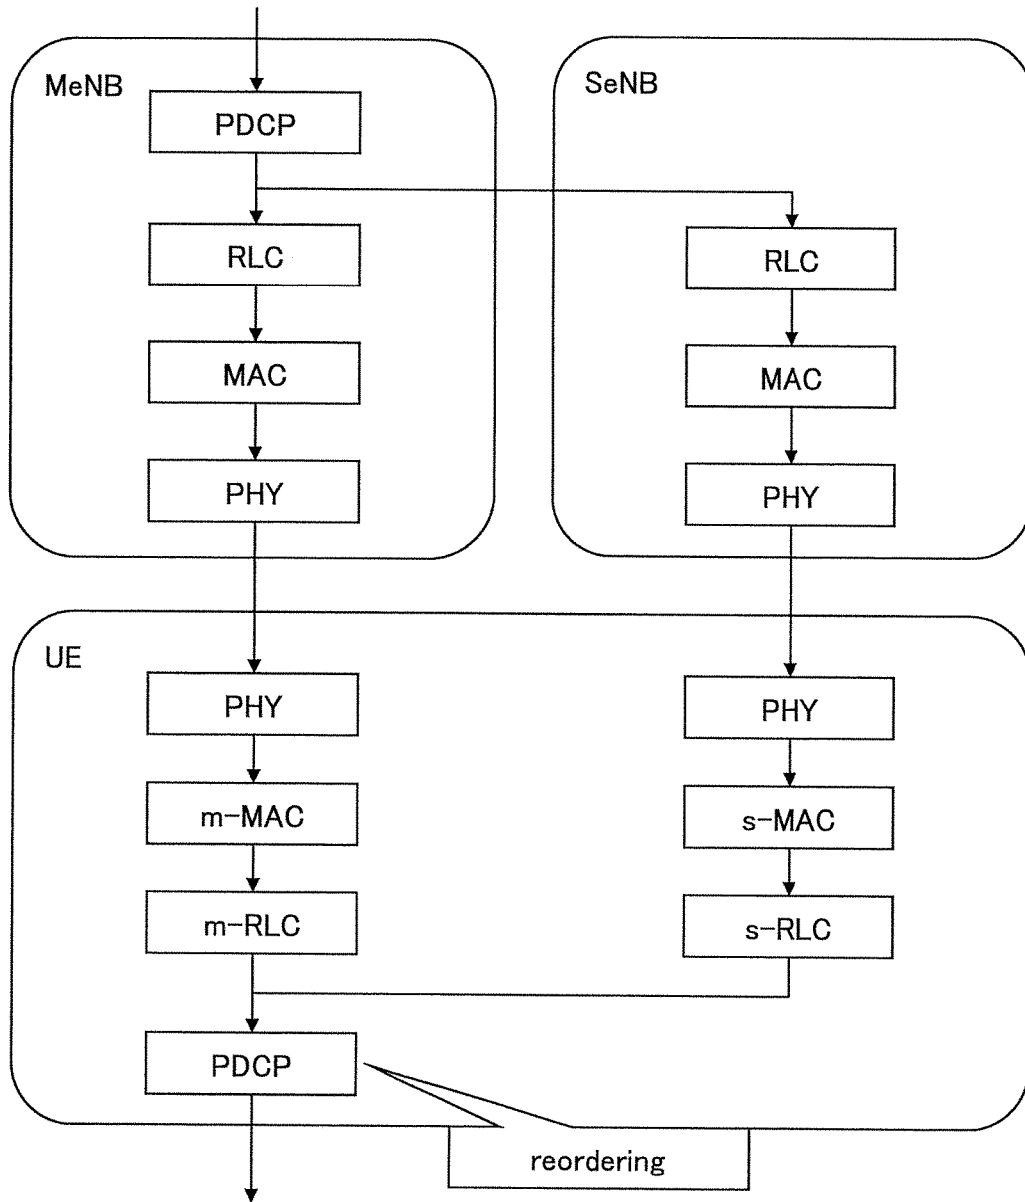 MeNB
SeNB
PDCP
RLC
RLC
MAC
MAC
PHY
PHY
UE
PHY
PHY
m-MAC
s-MAC
m-RLC
s-RLC
PDCP
reordering